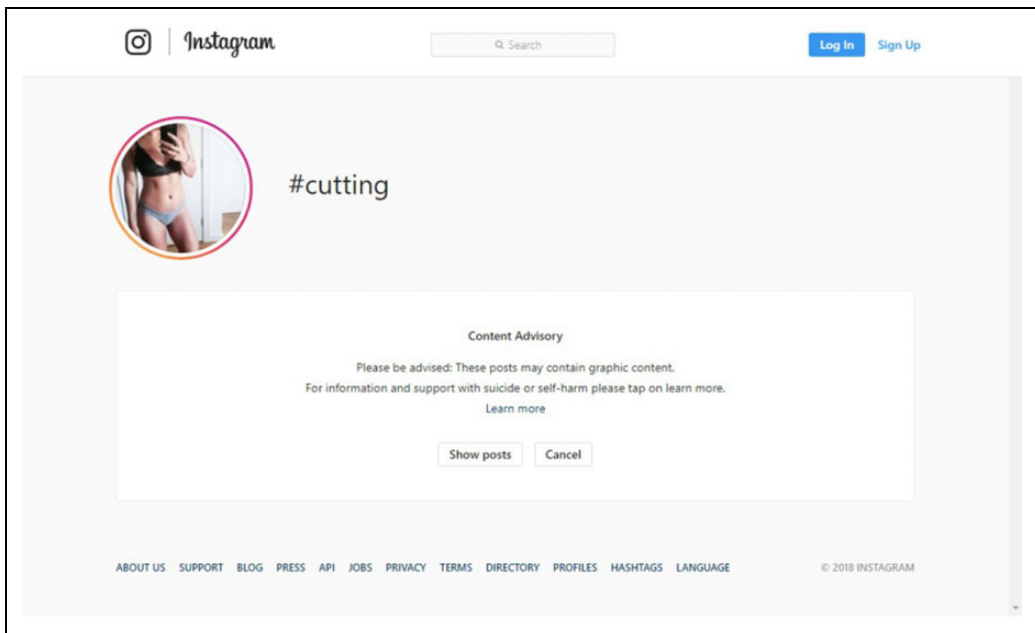 Instagram
Search
Log In
Sign Up
#cutting
Content Advisory
Please be advised: These posts may contain graphic content.
For information and support with suicide or self-harm please tap on learn more.
Learn more
Show posts
Cancel
ABOUT US SUPPORT BLOG PRESS API JOBS PRIVACY TERMS DIRECTORY PROFILES HASHTAGS LANGUAGE
© 2018 INSTAGRAM